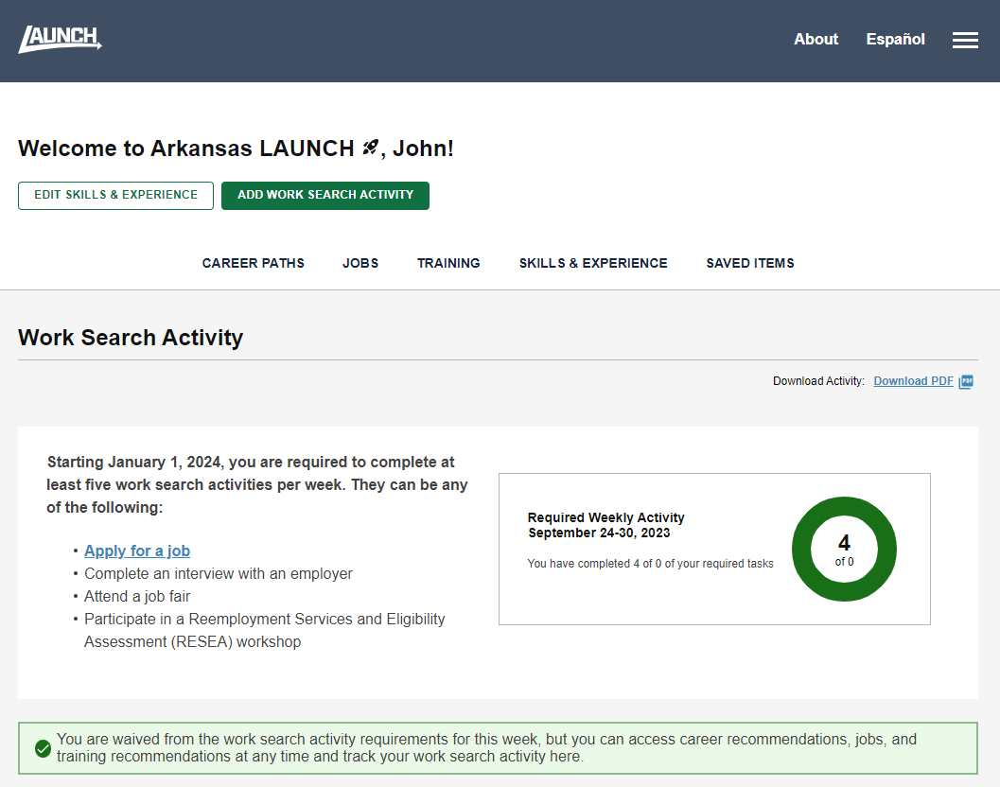 LAUNCH
About
Español
Welcome to Arkansas LAUNCH , John!
EDIT SKILLS & EXPERIENCE
ADD WORK SEARCH ACTIVITY
CAREER PATHS
JOBS
TRAINING
SKILLS & EXPERIENCE
SAVED ITEMS
Work Search Activity
Download Activity: Download PDF PDF
Starting January 1, 2024, you are required to complete at
least five work search activities per week. They can be any
of the following:
• Apply for a job
• Complete an interview with an employer
• Attend a job fair
• Participate in a Reemployment Services and Eligibility
Assessment (RESEA) workshop
Required Weekly Activity
September 24-30, 2023
You have completed 4 of 0 of your required tasks
4
of 0
You are waived from the work search activity requirements for this week, but you can access career recommendations, jobs, and
training recommendations at any time and track your work search activity here.